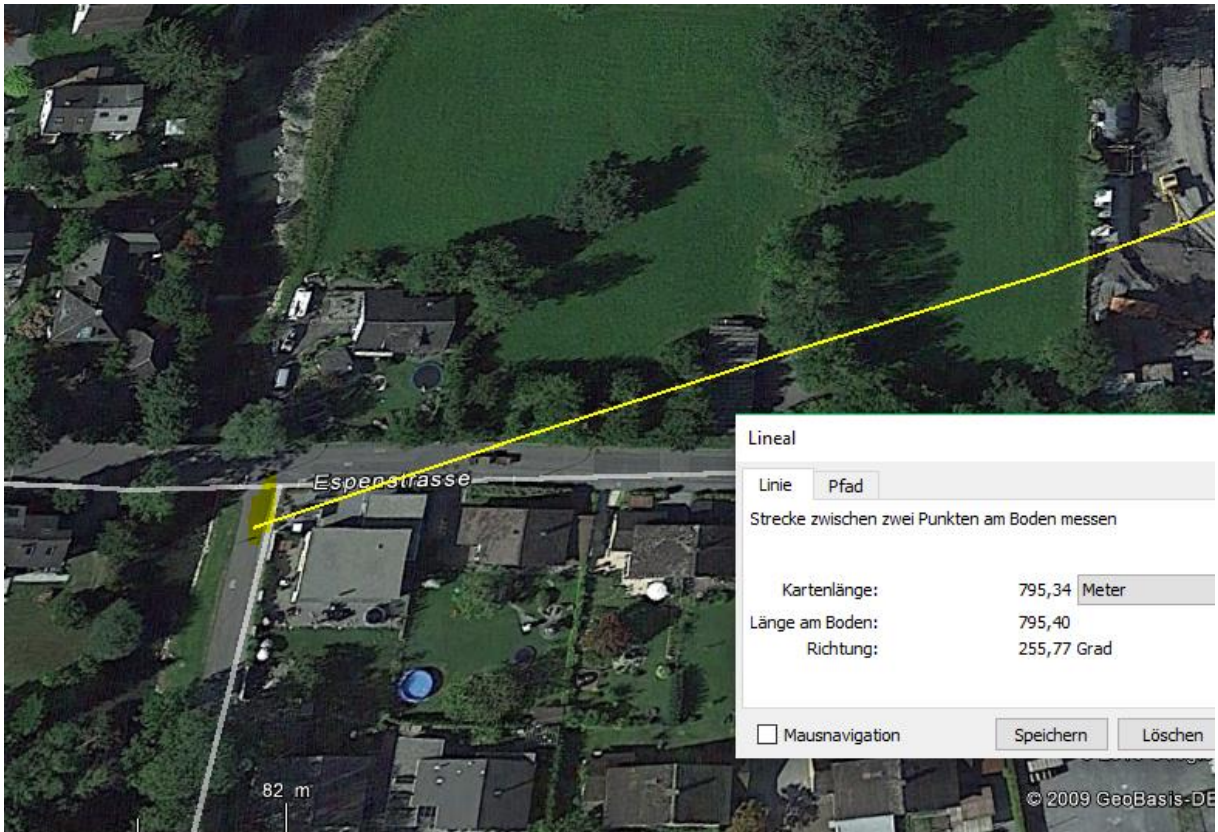 Espenstrasse
Lineal
Linie Pfad
Strecke zwischen zwei Punkten am Boden messen
Kartenlänge: 795,34 Meter
Länge am Boden: 795,40
Richtung: 255,77 Grad
Mausnavigation Speichern Löschen
82 m
© 2009 GeoBasis-DE